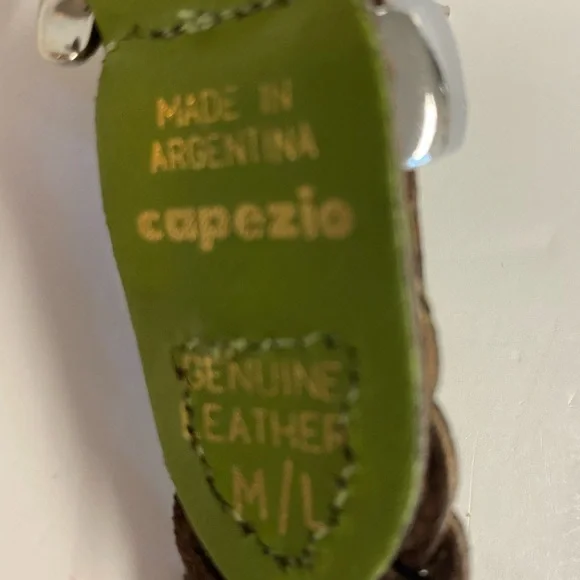 MADE IN
ARGENTINA
capezio
GENUINE
LEATHER
M/L